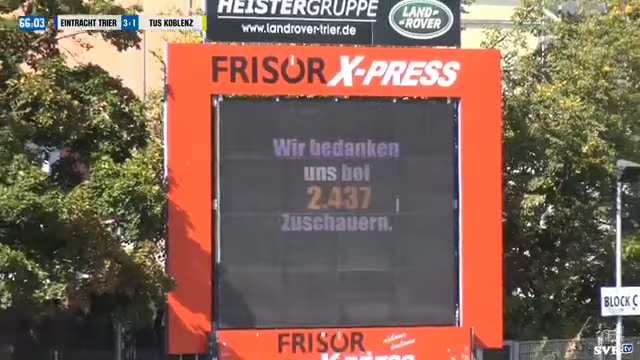 66:03 EINTRACHT TRIER 3:1 TUS KOBLENZ
HEISTERGRUPPE
www.landrover-trier.de
LAND ROVER
FRISÖR X-PRESS
Wir bedanken
uns bei
2.437
Zuschauern.
BLOCK C
FRISÖR
X-PRESS